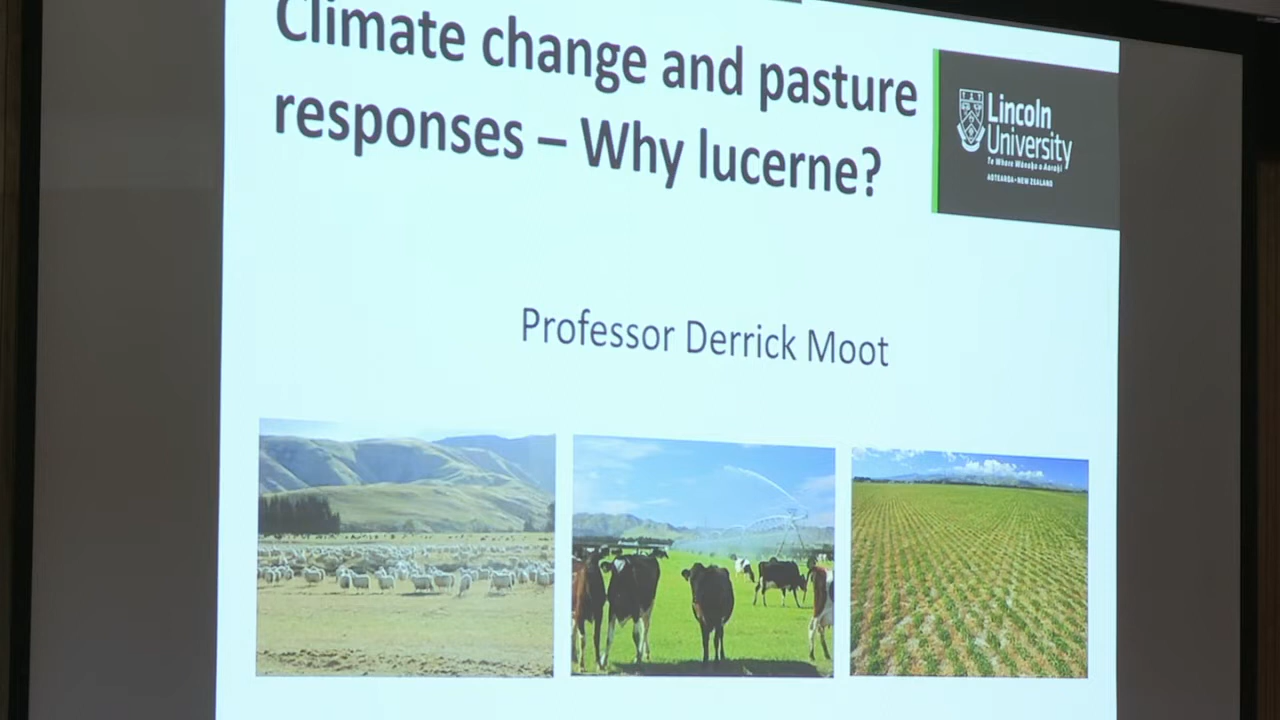 Climate change and pasture
responses – Why lucerne?
Lincoln
University
Te Whare Wānaka o Aoraki
AOTEAROA • NEW ZEALAND
Professor Derrick Moot